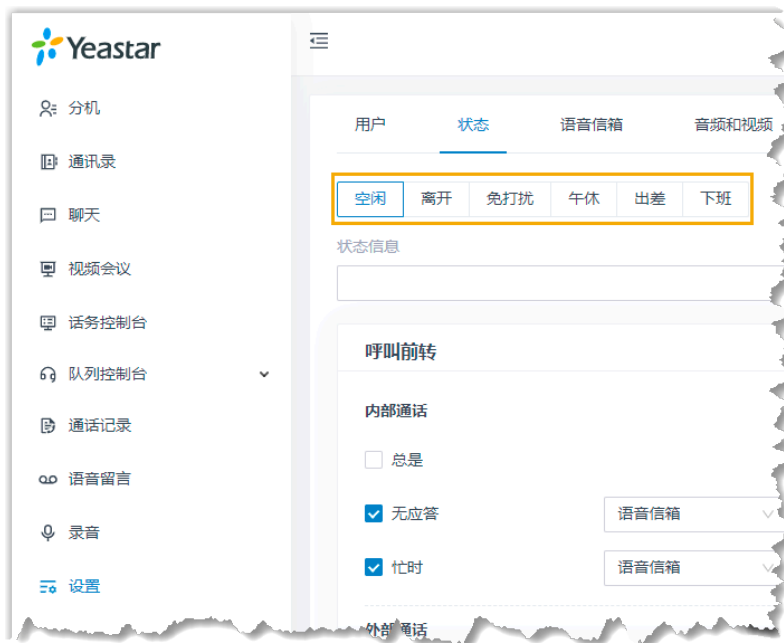 Yeastar
分机
通讯录
聊天
视频会议
话务控制台
队列控制台
通话记录
语音留言
录音
设置
用户 状态 语音信箱 音频和视频
空闲 离开 免打扰 午休 出差 下班
状态信息
呼叫前转
内部通话
总是
无应答 语音信箱
忙时 语音信箱
外部通话